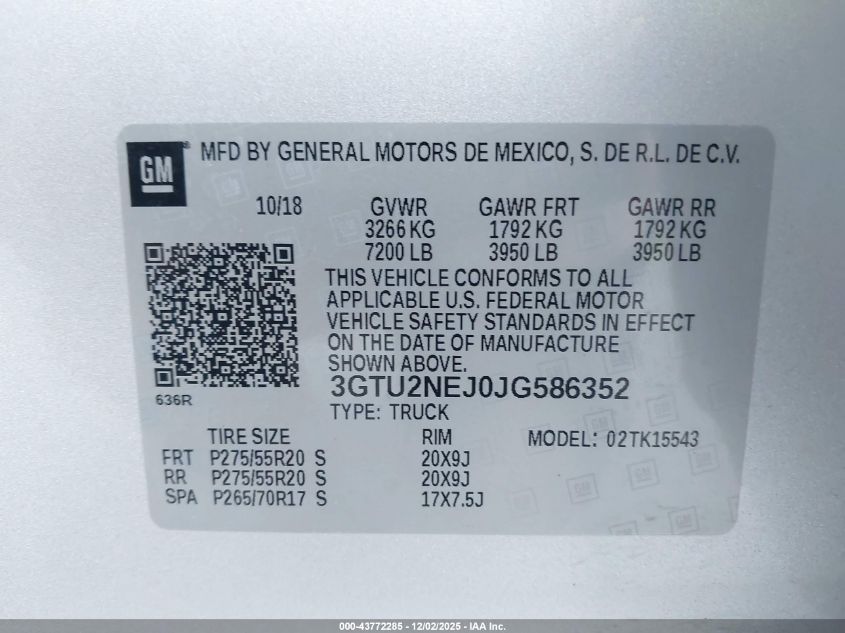 GM ® MFD BY GENERAL MOTORS DE MEXICO, S. DE R.L. DE C.V.
10/18 GVWR GAWR FRT GAWR RR
3266 KG 1792 KG 1792 KG
7200 LB 3950 LB 3950 LB
THIS VEHICLE CONFORMS TO ALL
APPLICABLE U.S. FEDERAL MOTOR
VEHICLE SAFETY STANDARDS IN EFFECT
ON THE DATE OF MANUFACTURE
SHOWN ABOVE.
636R
3GTU2NEJ0JG586352
TYPE: TRUCK
TIRE SIZE RIM MODEL: 02TK15543
FRT P275/55R20 S 20X9J
RR P275/55R20 S 20X9J
SPA P265/70R17 S 17X7.5J
000-43772285 - 12/02/2025 - IAA Inc.